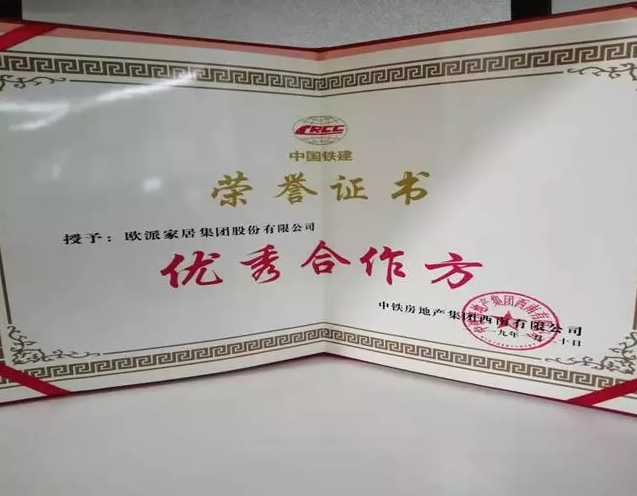 CRCC
中国铁建
荣誉证书
授予：欧派家居集团股份有限公司
优秀合作方
中铁房地产集团西南有限公司